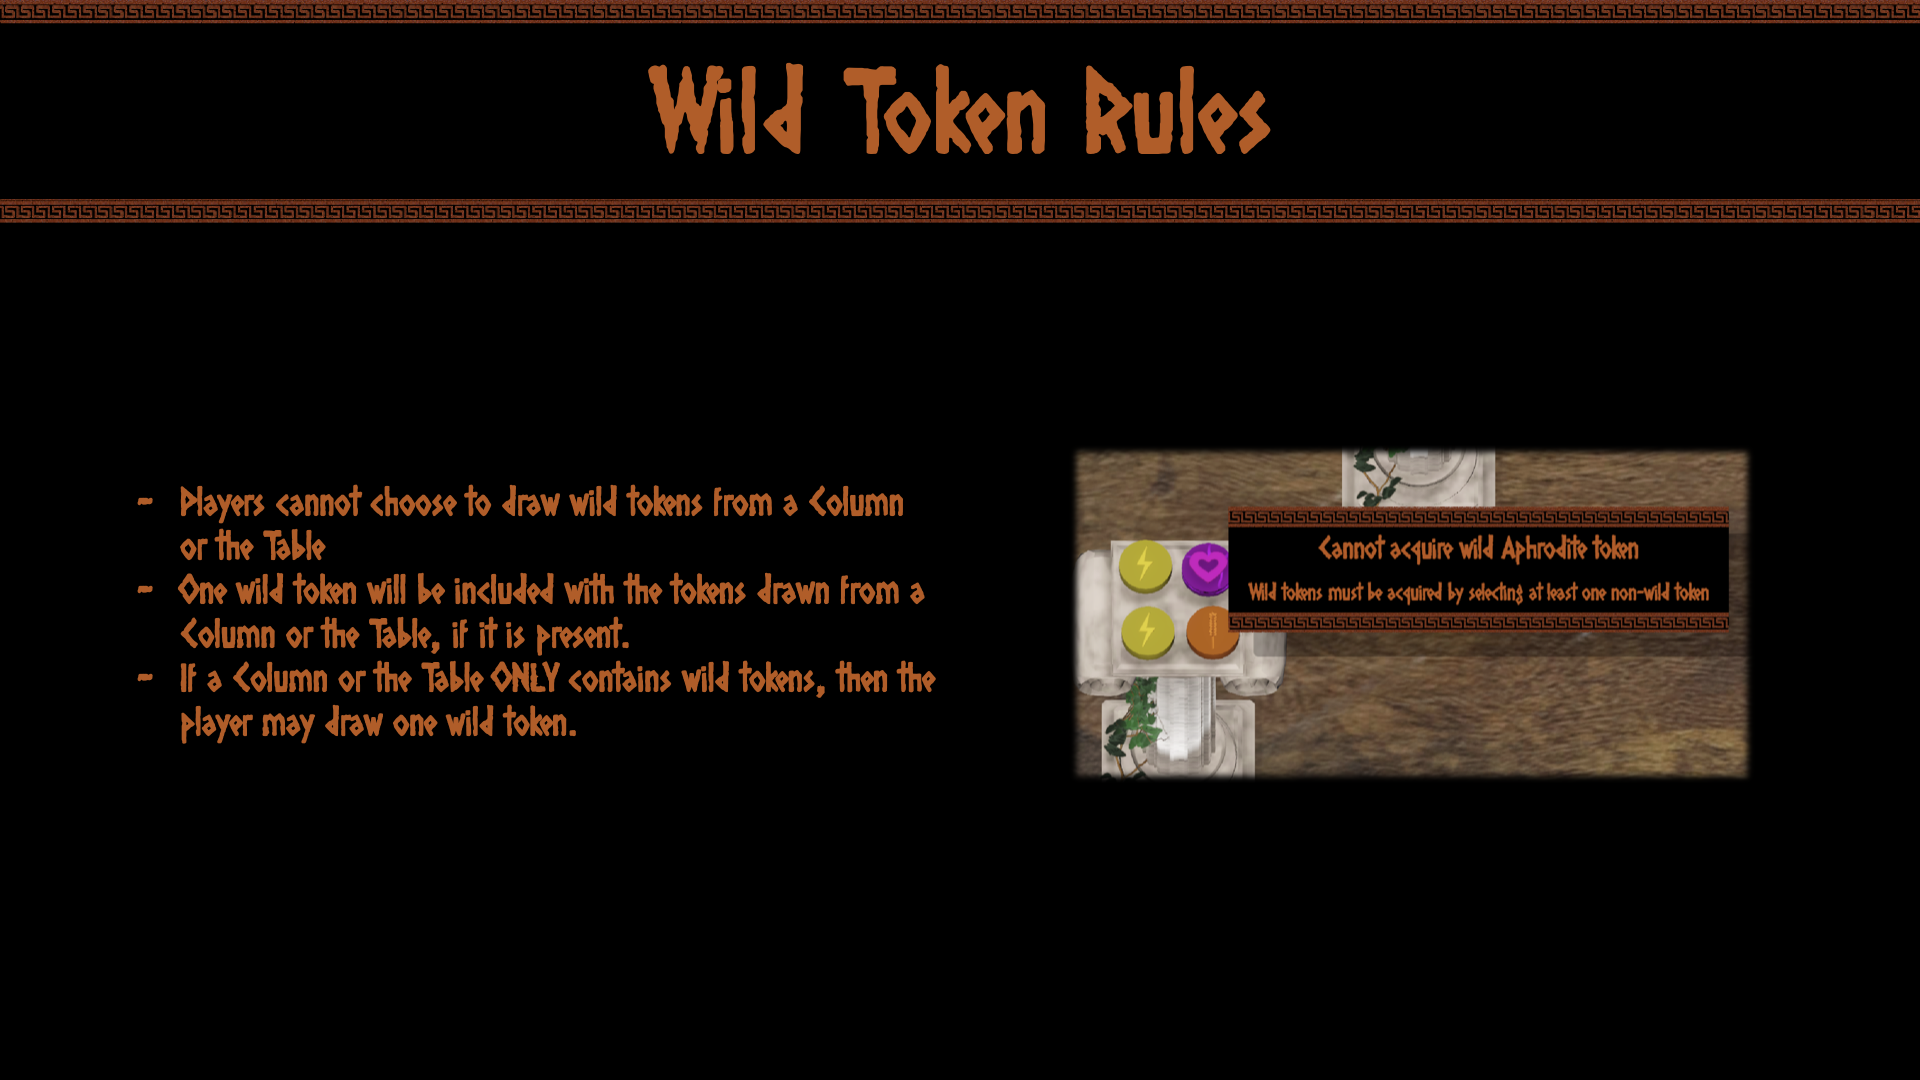 Wild Token Rules
- Players cannot choose to draw wild tokens from a Column
or the Table
- One wild token will be included with the tokens drawn from a
Column or the Table, if it is present.
- If a Column or the Table ONLY contains wild tokens, then the
player may draw one wild token.
Cannot acquire wild Aphrodite token
Wild tokens must be acquired by selecting at least one non-wild token